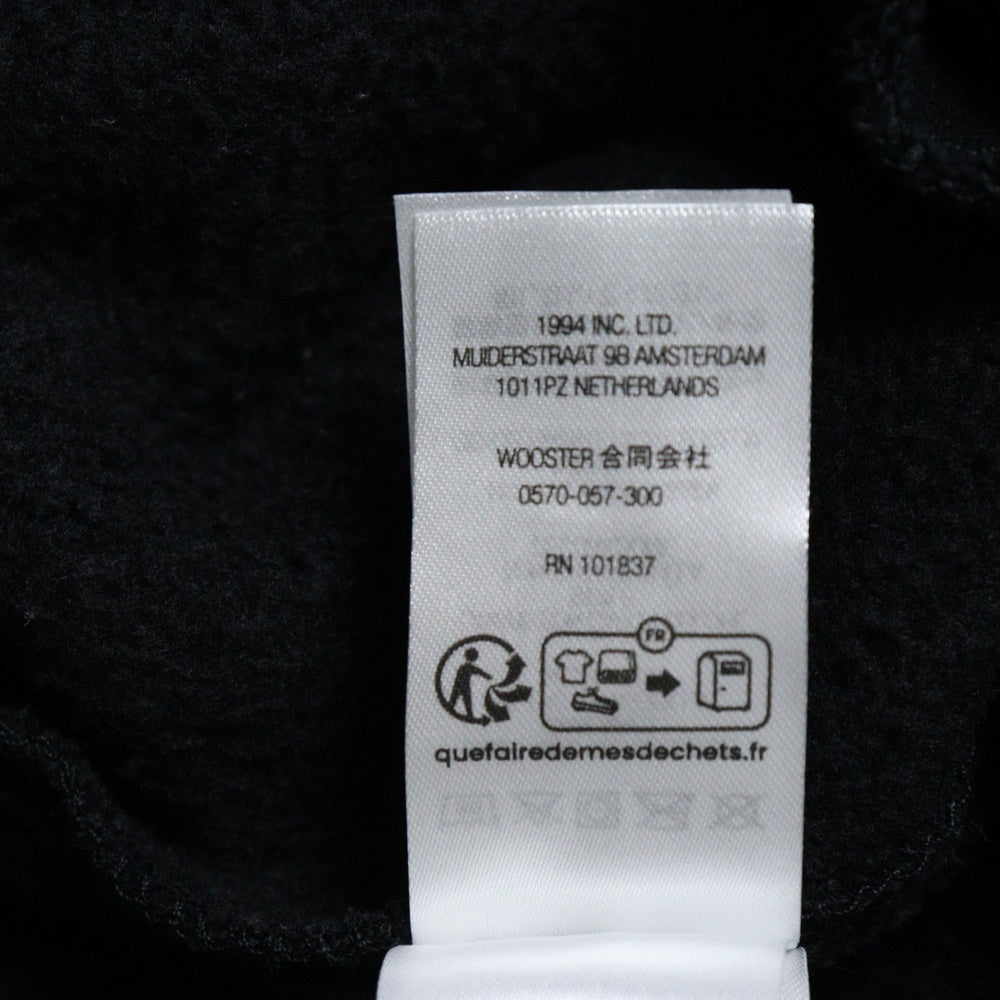 1994 INC. LTD.
MUIDERSTRAAT 98 AMSTERDAM
1011PZ NETHERLANDS
WOOSTER 合同会社
0570-057-300
RN 101837
FR
quefairedemesdechets.fr